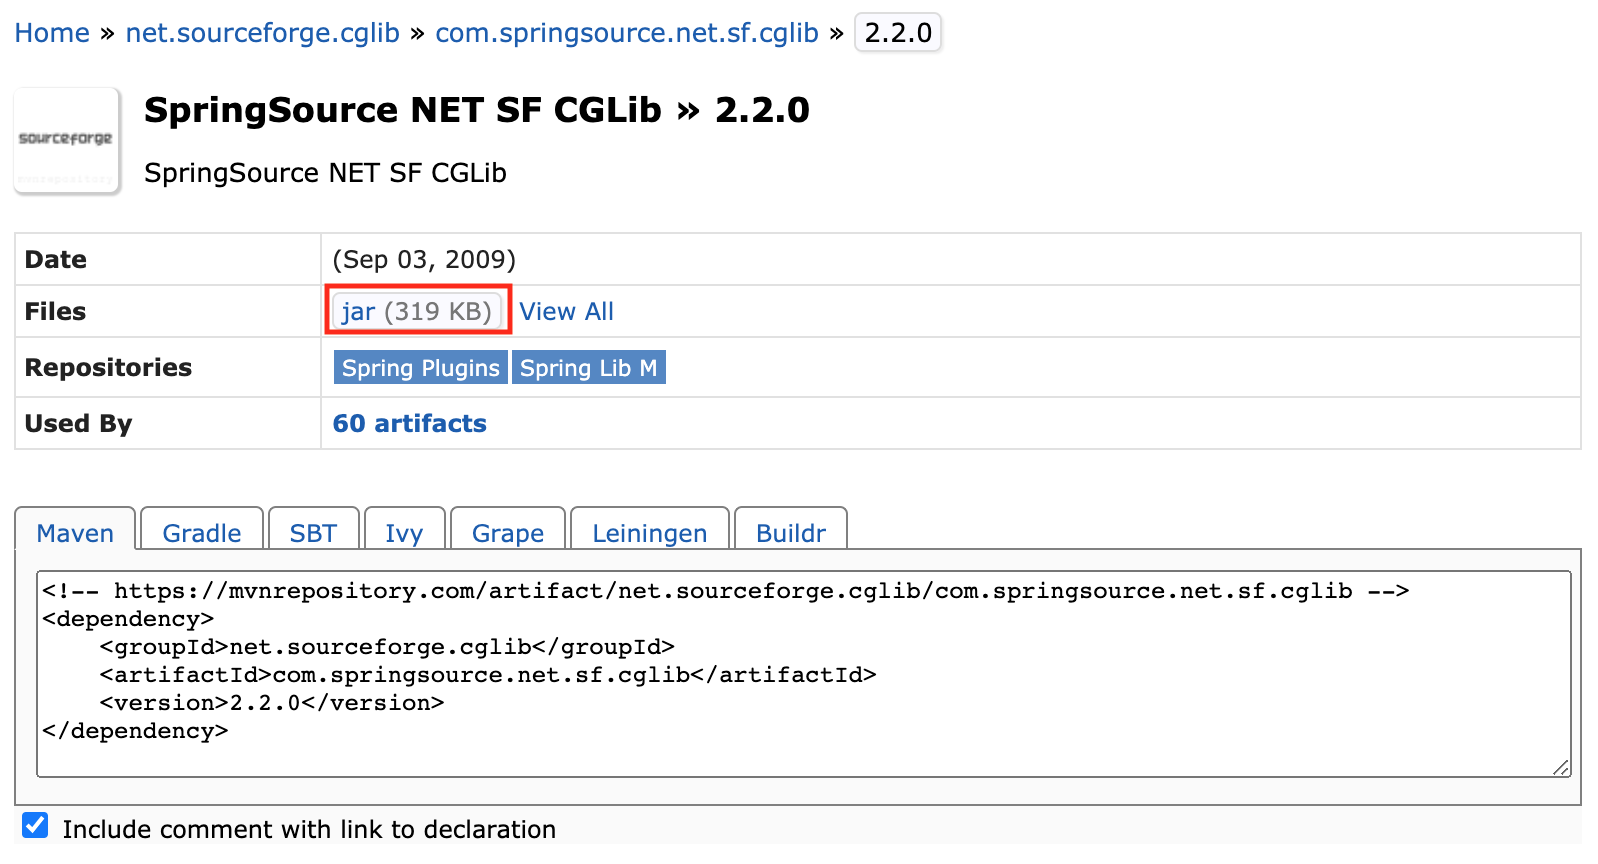 Home » net.sourceforge.cglib » com.springsource.net.sf.cglib » 2.2.0
SpringSource NET SF CGLib » 2.2.0
sourceforge
mvnrepository
SpringSource NET SF CGLib
Date (Sep 03, 2009)
Files jar (319 KB) View All
Repositories Spring Plugins Spring Lib M
Used By 60 artifacts
Maven Gradle SBT Ivy Grape Leiningen Buildr
<!-- https://mvnrepository.com/artifact/net.sourceforge.cglib/com.springsource.net.sf.cglib -->
<dependency>
    <groupId>net.sourceforge.cglib</groupId>
    <artifactId>com.springsource.net.sf.cglib</artifactId>
    <version>2.2.0</version>
</dependency>
Include comment with link to declaration